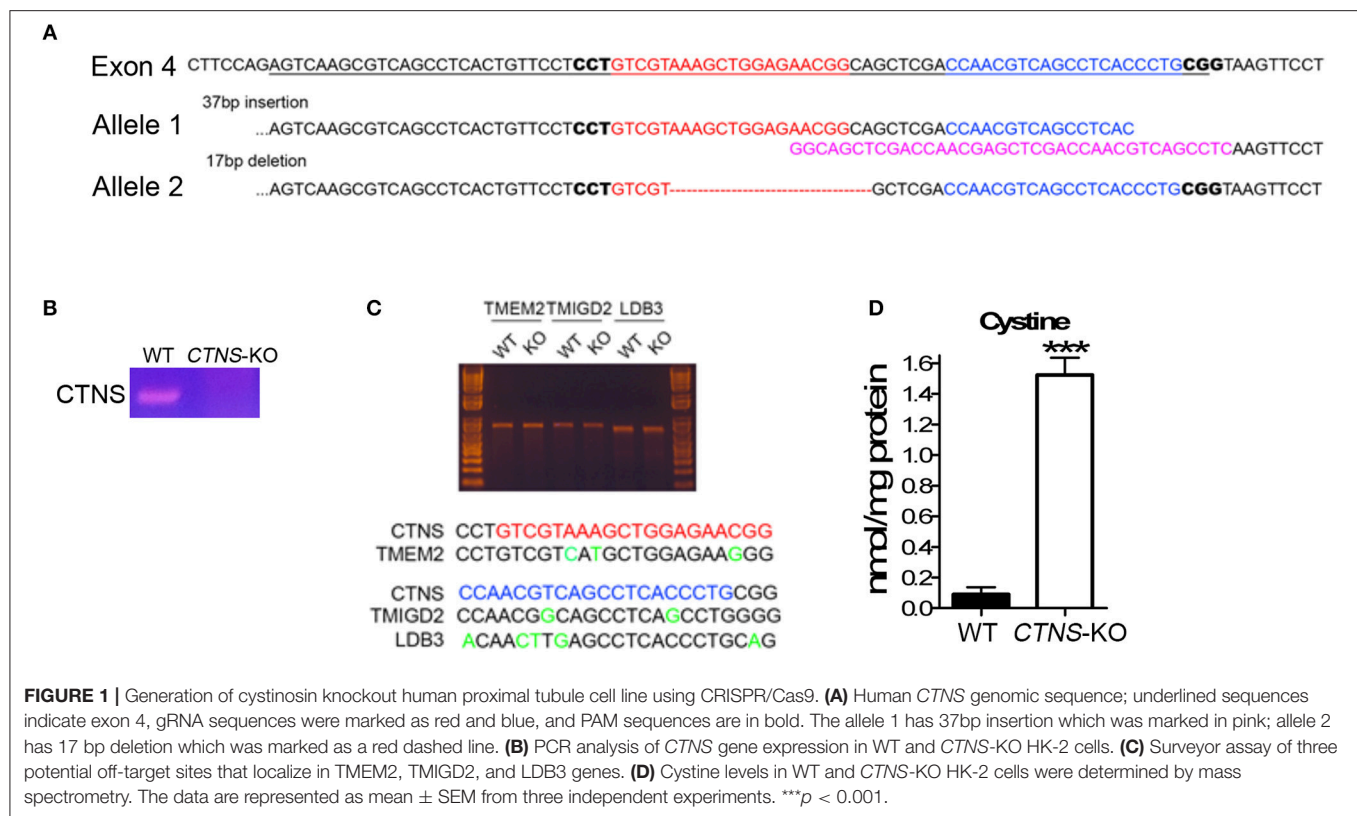 A
Exon 4 CTTCCAGAGTCAAGCGTCAGCCTCACTGTTCCTCCTGTCGTAAAGCTGGAGAACGGCAGCTCGACCAACGTCAGCCTCACCCTGCGGTAAGTTCCT
37bp insertion
Allele 1 ...AGTCAAGCGTCAGCCTCACTGTTCCTCCTGTCGTAAAGCTGGAGAACGGCAGCTCGACCAACGTCAGCCTCAC
GGCAGCTCGACCAACGAGCTCGACCAACGTCAGCCTCAAGTTCCT
17bp deletion
Allele 2 ...AGTCAAGCGTCAGCCTCACTGTTCCTCCTGTCGT----------------------------------GCTCGACCAACGTCAGCCTCACCCTGCGGTAAGTTCCT
B
WT CTNS-KO
CTNS
C
TMEM2 TMIGD2 LDB3
WT KO WT KO WT KO
CTNS CCTGTCGTAAAGCTGGAGAACGG
TMEM2 CCTGTCGTCATGCTGGAGAAGGG
CTNS CCAACGTCAGCCTCACCCTGCGG
TMIGD2 CCAACGGCAGCCTCAGCCTGGGG
LDB3 ACAACTTGAGCCTCACCCTGCAG
D
Cystine
***
nmol/mg protein
1.6
1.4
1.2
1.0
0.8
0.6
0.4
0.2
0.0
WT CTNS-KO
FIGURE 1 | Generation of cystinosin knockout human proximal tubule cell line using CRISPR/Cas9. (A) Human CTNS genomic sequence; underlined sequences
indicate exon 4, gRNA sequences were marked as red and blue, and PAM sequences are in bold. The allele 1 has 37bp insertion which was marked in pink; allele 2
has 17 bp deletion which was marked as a red dashed line. (B) PCR analysis of CTNS gene expression in WT and CTNS-KO HK-2 cells. (C) Surveyor assay of three
potential off-target sites that localize in TMEM2, TMIGD2, and LDB3 genes. (D) Cystine levels in WT and CTNS-KO HK-2 cells were determined by mass
spectrometry. The data are represented as mean ± SEM from three independent experiments. ***p < 0.001.